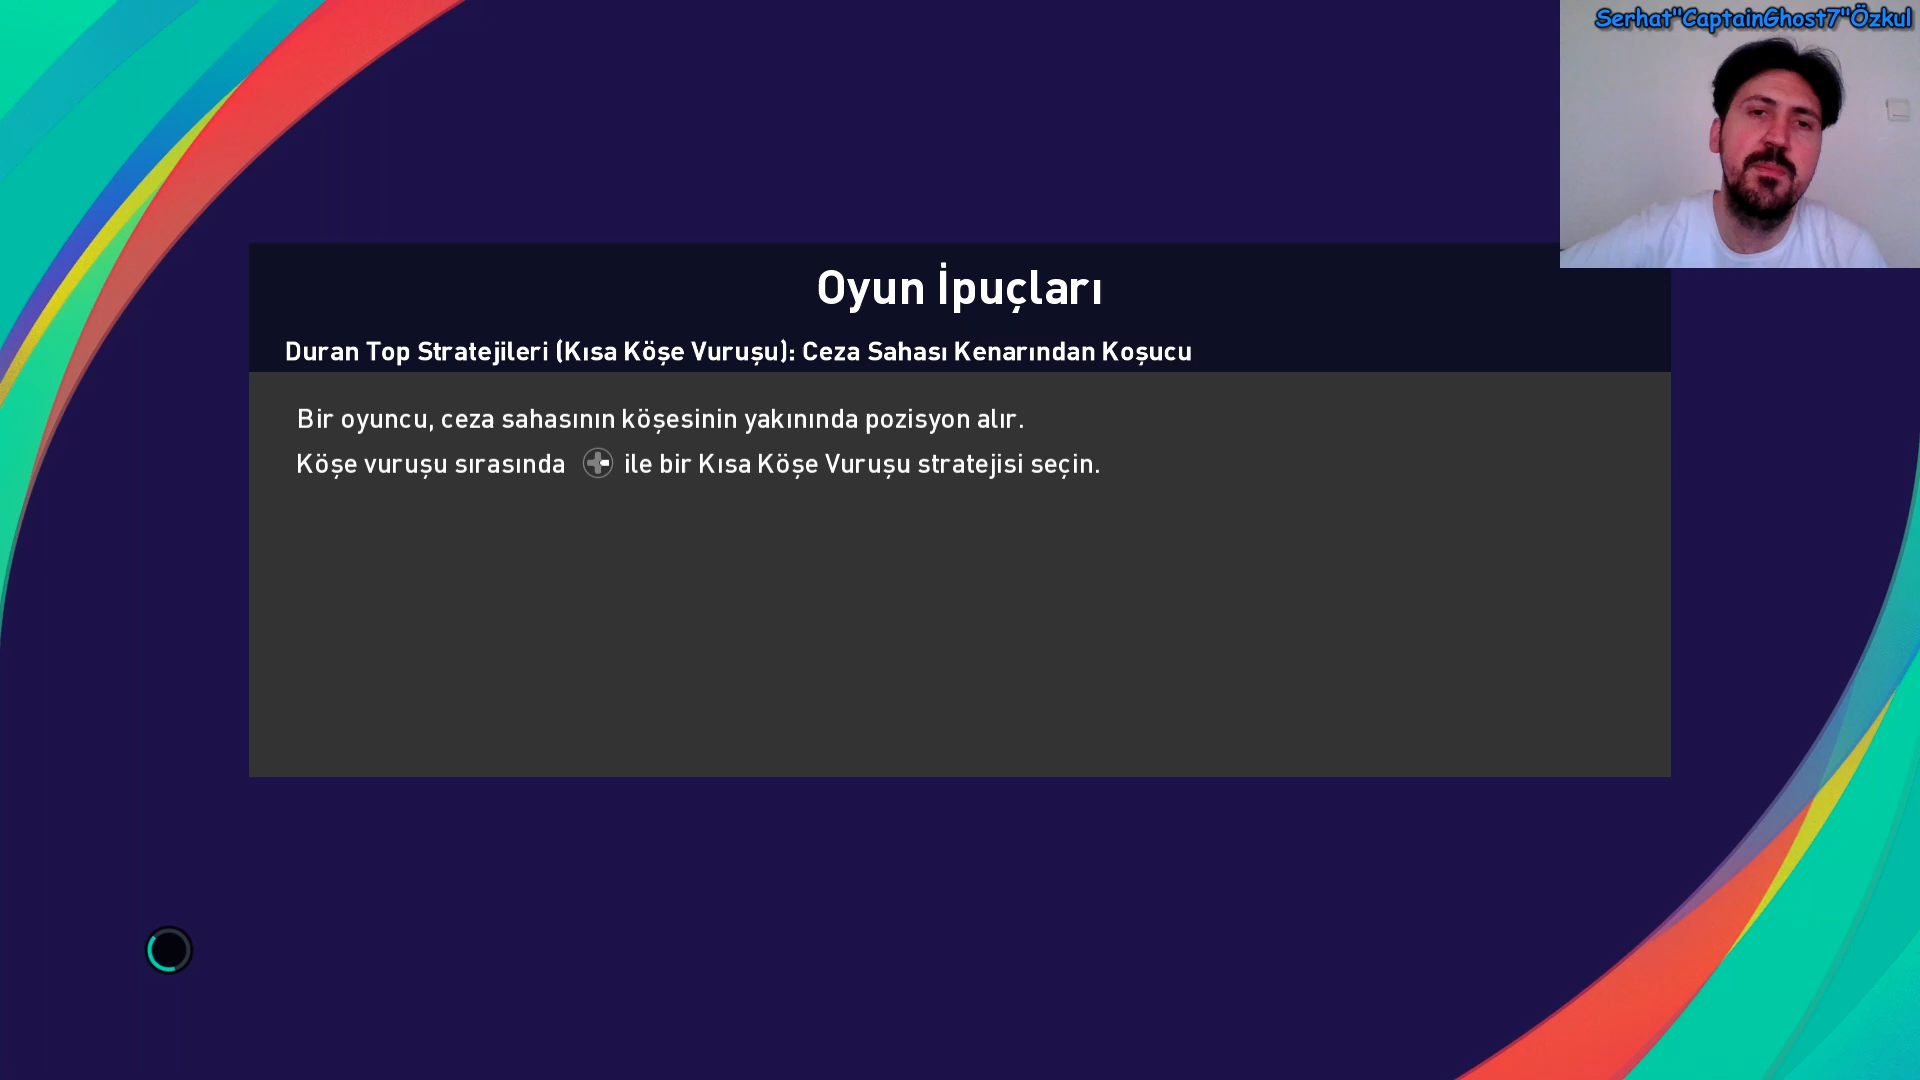 Serhat"CaptainGhost7"Özkul
Oyun İpuçları
Duran Top Stratejileri (Kısa Köşe Vuruşu): Ceza Sahası Kenarından Koşucu
Bir oyuncu, ceza sahasının köşesinin yakınında pozisyon alır.
Köşe vuruşu sırasında ile bir Kısa Köşe Vuruşu stratejisi seçin.